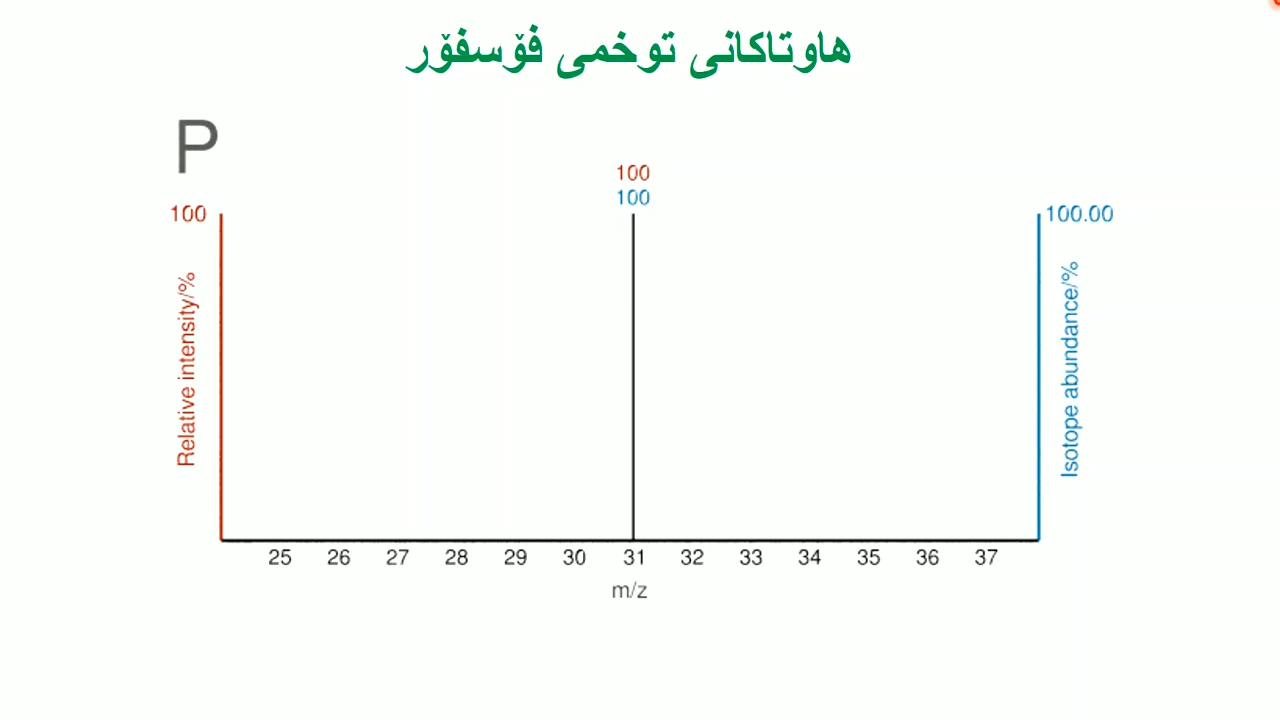 هاوتاکانی توخمی فۆسفۆر
P
100
100
100
100.00
Relative intensity/%
Isotope abundance/%
25 26 27 28 29 30 31 32 33 34 35 36 37
m/z